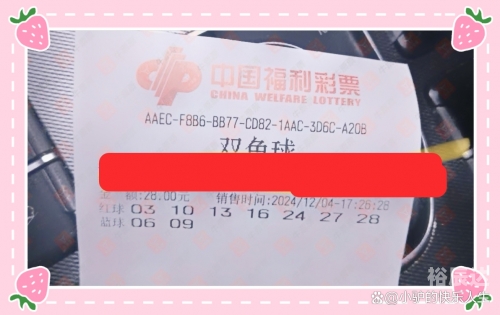 中国福利彩票
CHINA WELFARE LOTTERY
AAEC-F8B6-BB77-CD82-1AAC-3D6C-A20B
双色球
额:28.00元 销售时间:2024/12/04-17:26:28
红球 03 10 13 16 24 27 28
蓝球 06 09
@小驴的快乐人生